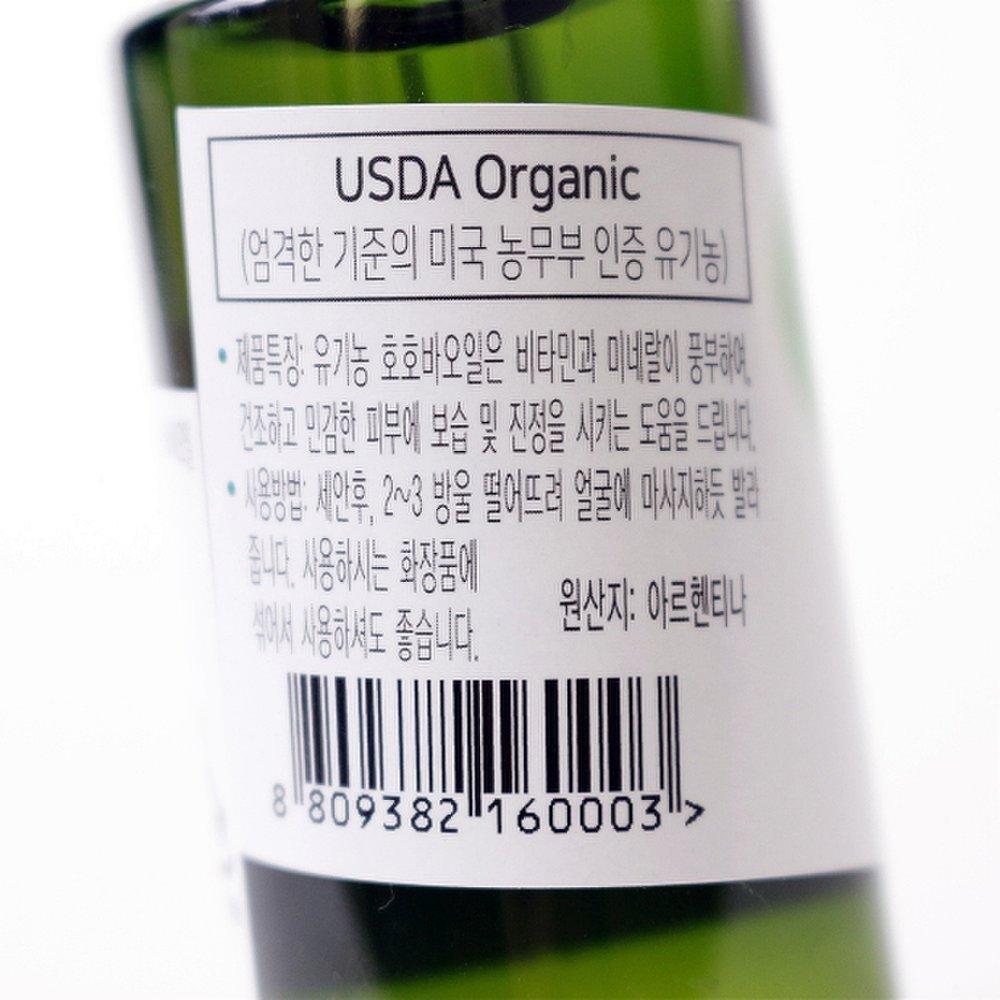 USDA Organic
(엄격한 기준의 미국 농무부 인증 유기농)
• 제품특장: 유기농 호호바오일은 비타민과 미네랄이 풍부하여,
건조하고 민감한 피부에 보습 및 진정을 시키는 도움을 드립니다.
• 사용방법: 세안후, 2~3 방울 떨어뜨려 얼굴에 마사지하듯 발라
줍니다. 사용하시는 화장품에
섞어서 사용하셔도 좋습니다.
원산지: 아르헨티나
8 809382 160003 >